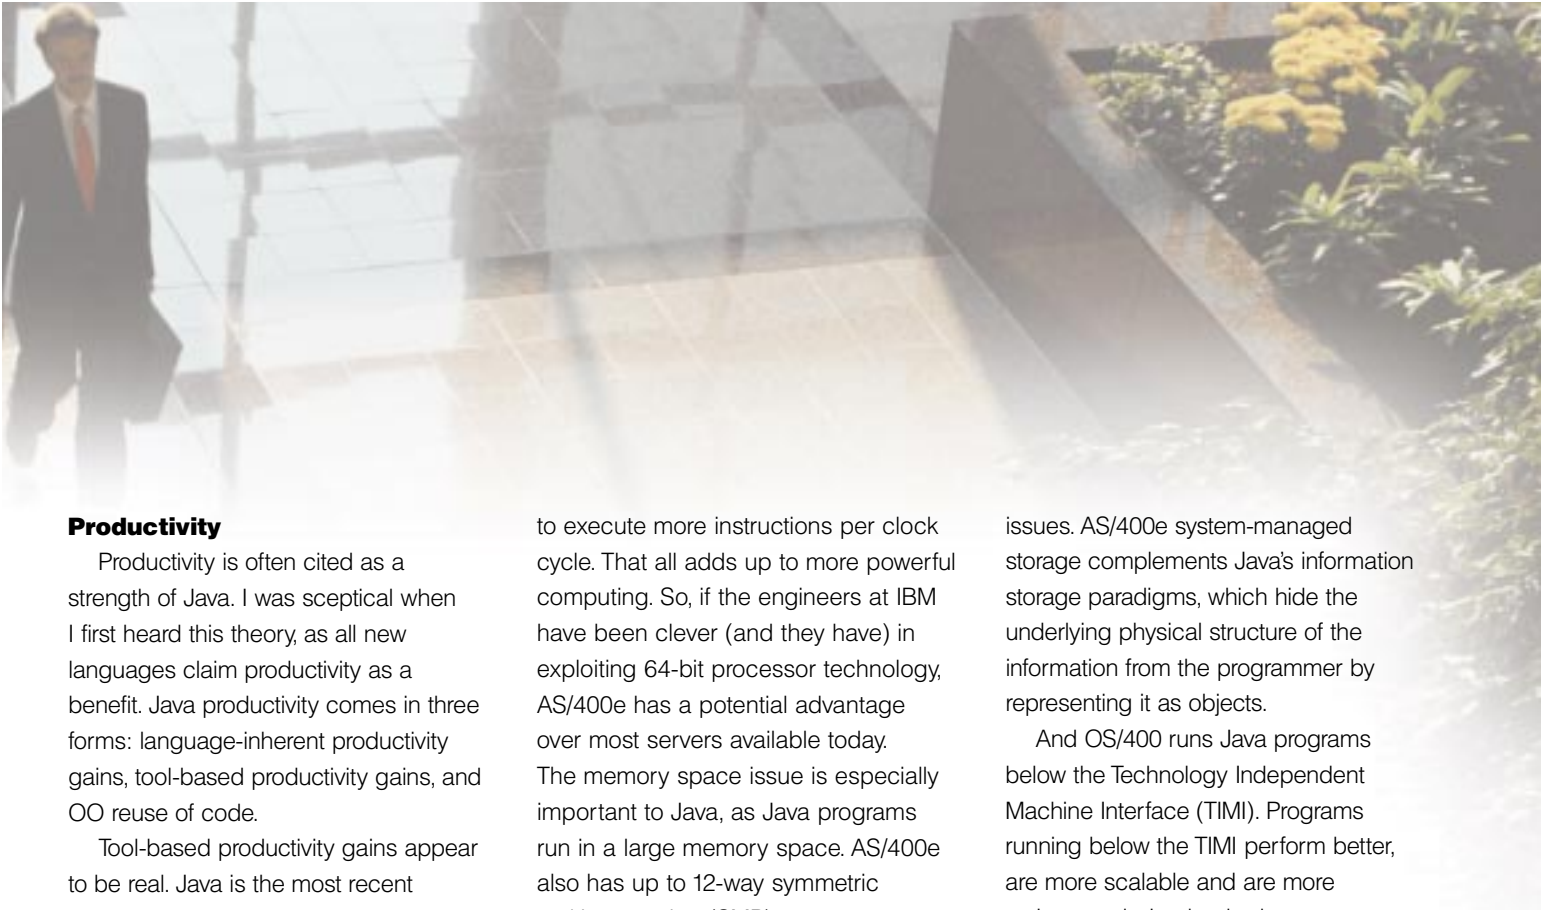 Productivity
Productivity is often cited as a
strength of Java. I was sceptical when
I first heard this theory, as all new
languages claim productivity as a
benefit. Java productivity comes in three
forms: language-inherent productivity
gains, tool-based productivity gains, and
OO reuse of code.
Tool-based productivity gains appear
to be real. Java is the most recent
to execute more instructions per clock
cycle. That all adds up to more powerful
computing. So, if the engineers at IBM
have been clever (and they have) in
exploiting 64-bit processor technology,
AS/400e has a potential advantage
over most servers available today.
The memory space issue is especially
important to Java, as Java programs
run in a large memory space. AS/400e
also has up to 12-way symmetric
issues. AS/400e system-managed
storage complements Java's information
storage paradigms, which hide the
underlying physical structure of the
information from the programmer by
representing it as objects.
And OS/400 runs Java programs
below the Technology Independent
Machine Interface (TIMI). Programs
running below the TIMI perform better,
are more scalable and are more